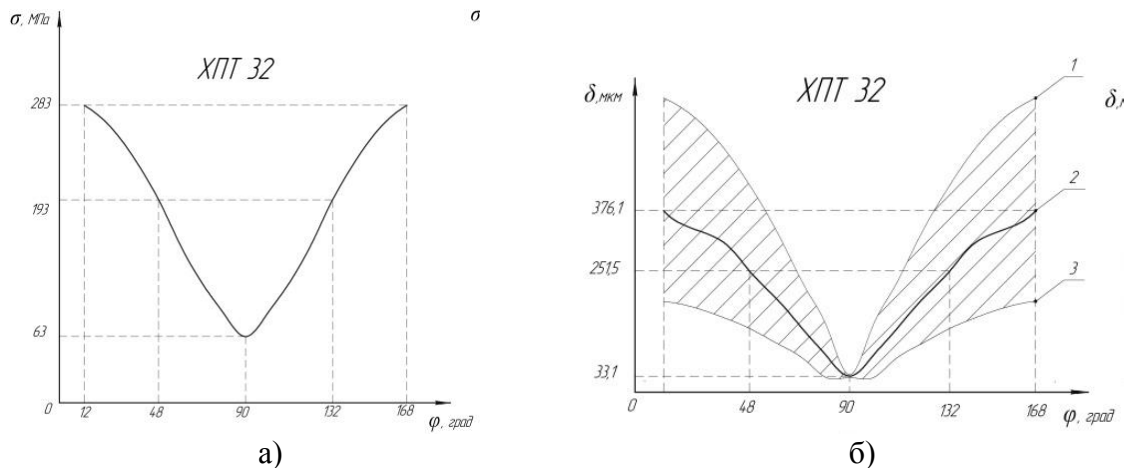 σ, МПа
σ
ХПТ 32
283
193
63
0
12
48
90
132
168
φ, град
а)
δ, мкм
ХПТ 32
1
2
3
δ,м
376,1
251,5
33,1
0
48
90
132
168
φ, град
б)